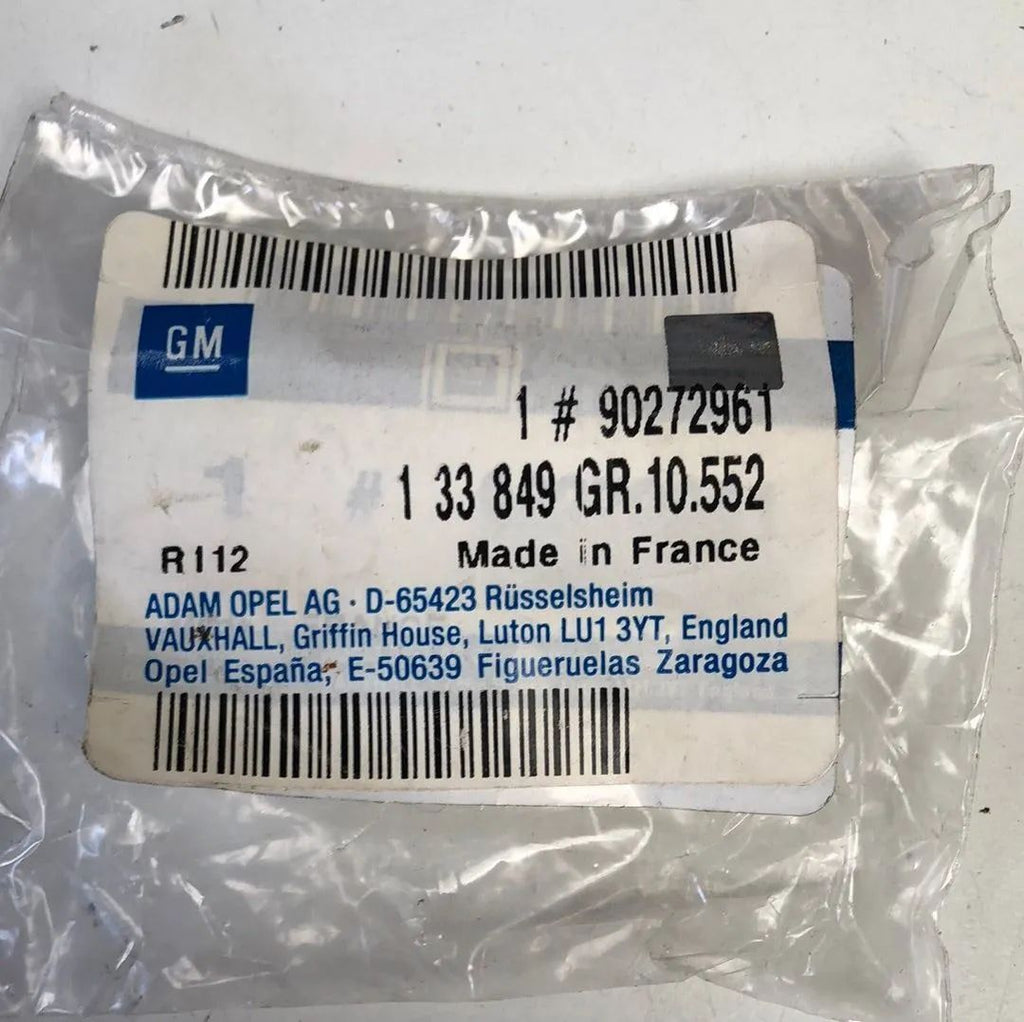 GM
1 # 90272961
1 33 849 GR.10.552
R112 Made in France
ADAM OPEL AG · D-65423 Rüsselsheim
VAUXHALL, Griffin House, Luton LU1 3YT, England
Opel España, E-50639 Figueruelas Zaragoza